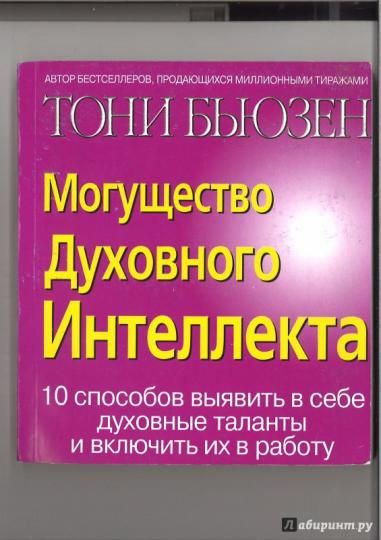 АВТОР БЕСТСЕЛЛЕРОВ, ПРОДАЮЩИХСЯ МИЛЛИОННЫМИ ТИРАЖАМИ
ТОНИ БЬЮЗЕН
Могущество
Духовного
Интеллекта
10 способов выявить в себе
духовные таланты
и включить их в работу
Лабиринт.ру